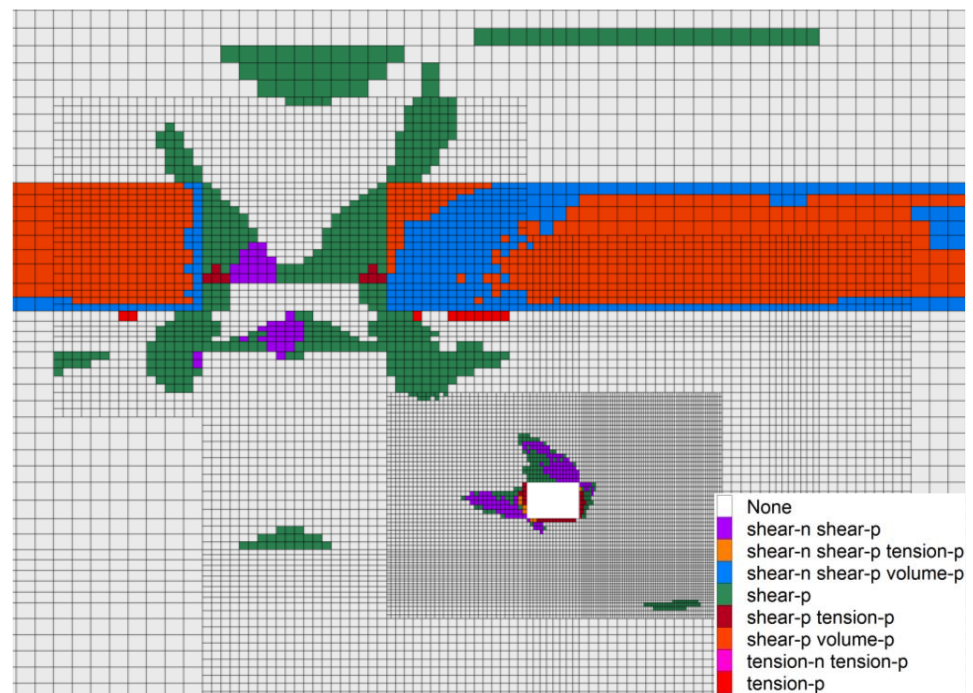 None
shear-n shear-p
shear-n shear-p tension-p
shear-n shear-p volume-p
shear-p
shear-p tension-p
shear-p volume-p
tension-n tension-p
tension-p